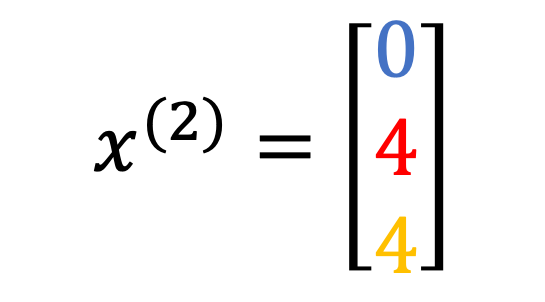 x^(2) = [0
4
4]